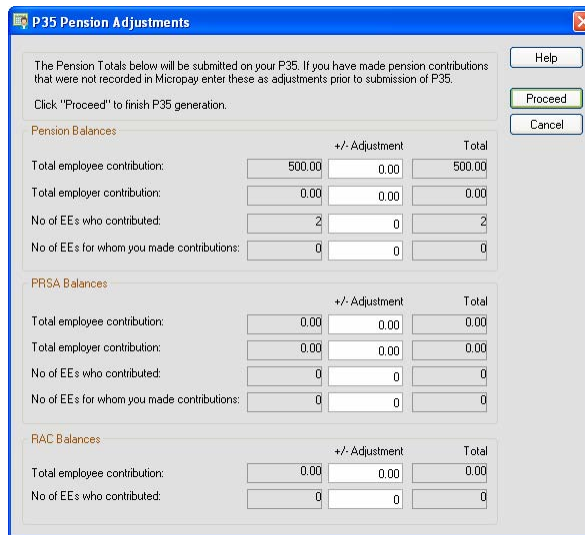 P35 Pension Adjustments
The Pension Totals below will be submitted on your P35. If you have made pension contributions
that were not recorded in Micropay enter these as adjustments prior to submission of P35.
Click "Proceed" to finish P35 generation.
Help
Proceed
Cancel
Pension Balances
+/- Adjustment Total
Total employee contribution: 500.00 0.00 500.00
Total employer contribution: 0.00 0.00 0.00
No of EEs who contributed: 2 0 2
No of EEs for whom you made contributions: 0 0 0
PRSA Balances
+/- Adjustment Total
Total employee contribution: 0.00 0.00 0.00
Total employer contribution: 0.00 0.00 0.00
No of EEs who contributed: 0 0 0
No of EEs for whom you made contributions: 0 0 0
RAC Balances
+/- Adjustment Total
Total employee contribution: 0.00 0.00 0.00
No of EEs who contributed: 0 0 0